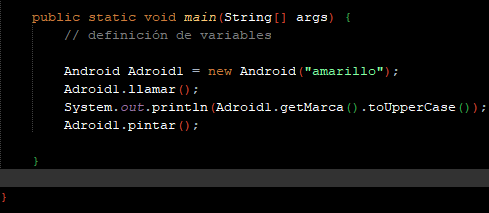 public static void main(String[] args) {
// definición de variables
Android Adroid1 = new Android("amarillo");
Adroid1.llamar();
System.out.println(Adroid1.getMarca().toUpperCase());
Adroid1.pintar();
}
}